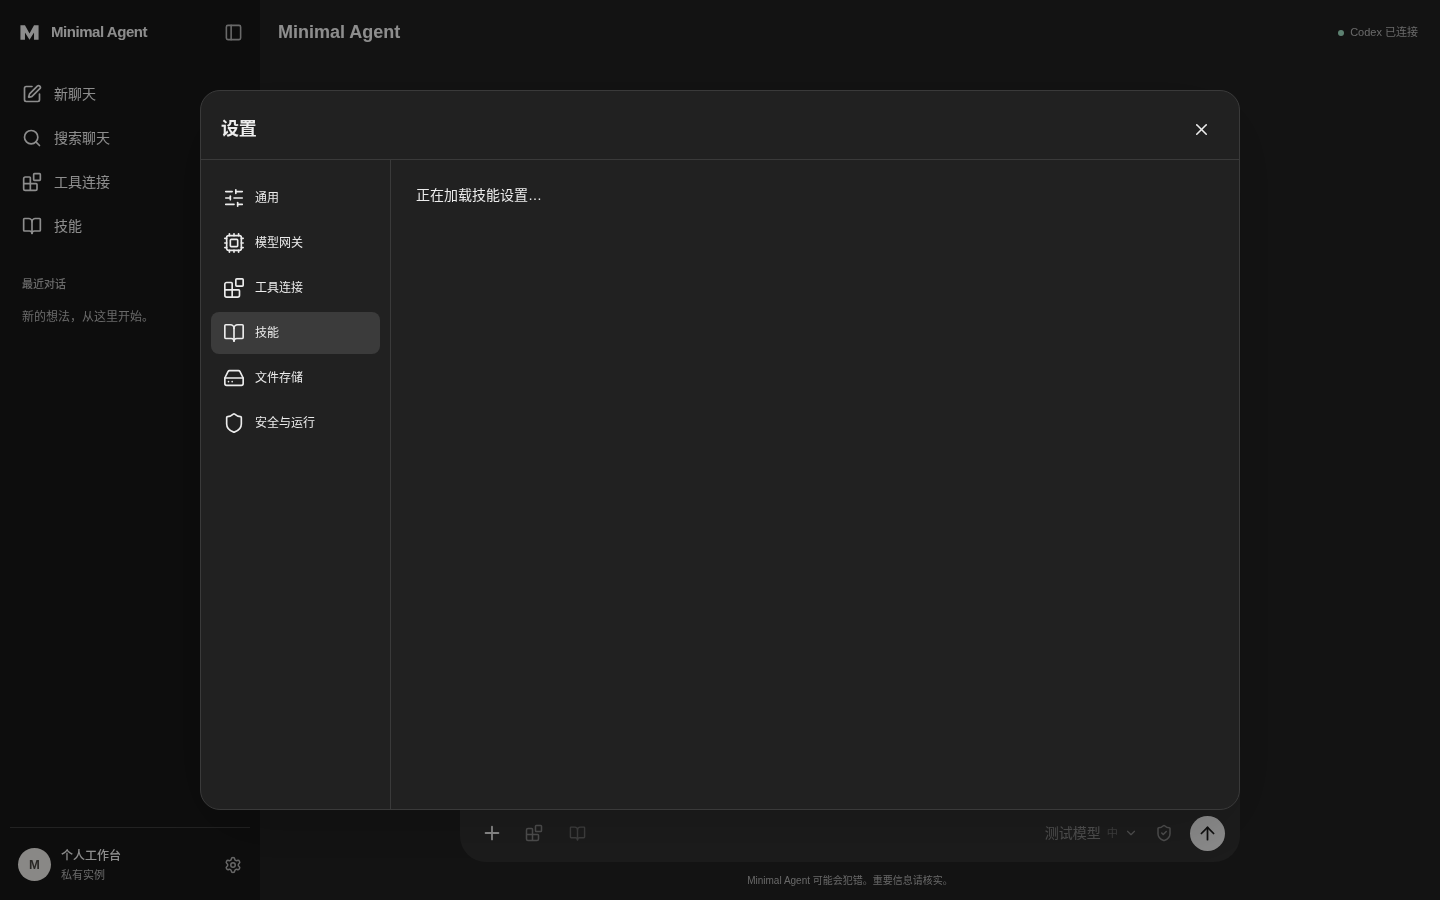 Minimal Agent
新聊天
搜索聊天
工具连接
技能
最近对话
新的想法，从这里开始。
M
个人工作台
私有实例
Minimal Agent
Codex 已连接
设置
通用
模型网关
工具连接
技能
文件存储
安全与运行
正在加载技能设置…
测试模型 中
Minimal Agent 可能会犯错。重要信息请核实。